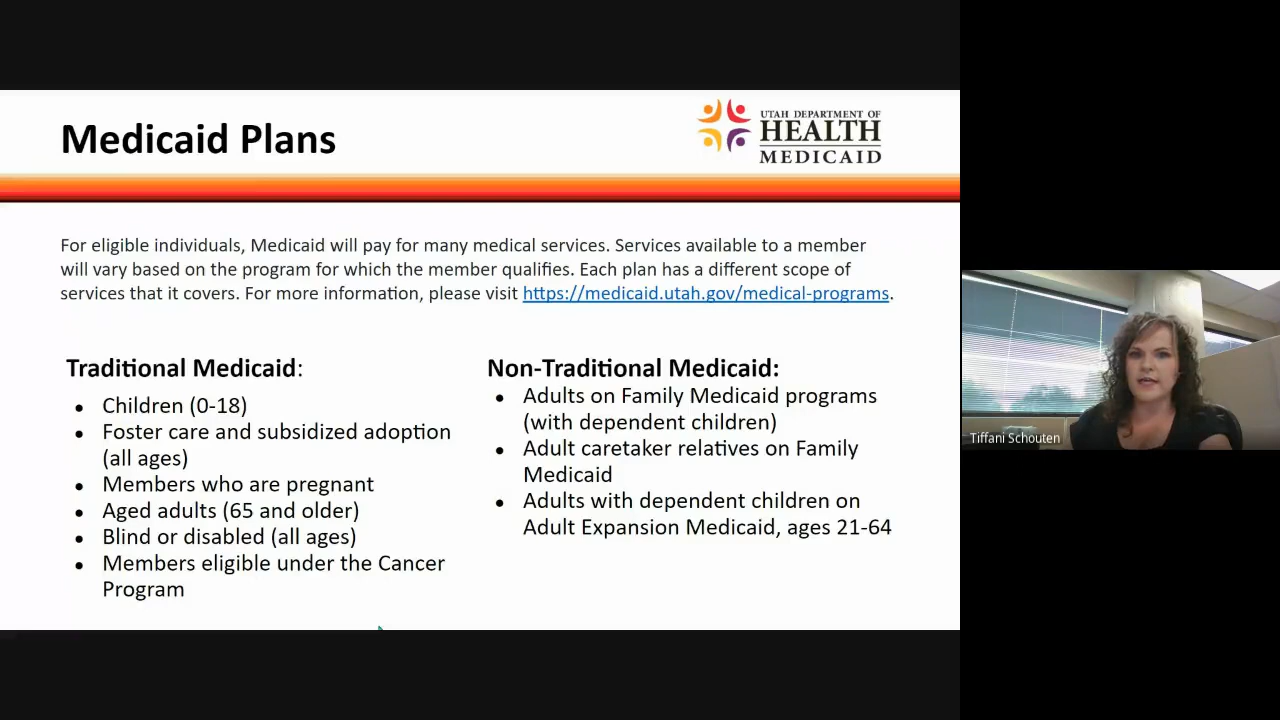 Medicaid Plans
UTAH DEPARTMENT OF
HEALTH
MEDICAID
For eligible individuals, Medicaid will pay for many medical services. Services available to a member
will vary based on the program for which the member qualifies. Each plan has a different scope of
services that it covers. For more information, please visit https://medicaid.utah.gov/medical-programs.
Traditional Medicaid:
• Children (0-18)
• Foster care and subsidized adoption
(all ages)
• Members who are pregnant
• Aged adults (65 and older)
• Blind or disabled (all ages)
• Members eligible under the Cancer
Program
Non-Traditional Medicaid:
• Adults on Family Medicaid programs
(with dependent children)
• Adult caretaker relatives on Family
Medicaid
• Adults with dependent children on
Adult Expansion Medicaid, ages 21-64
Tiffani Schouten